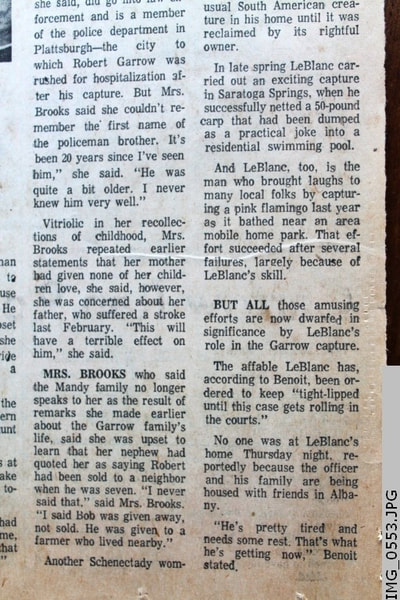 she said, did go into law en-
forcement and is a member
of the police department in
Plattsburgh—the city to
which Robert Garrow was
rushed for hospitalization af-
ter his capture. But Mrs.
Brooks said she couldn't re-
member the first name of
the policeman brother. It's
been 20 years since I've seen
him," she said. "He was
quite a bit older. I never
knew him very well."
Vitriolic in her recollec-
tions of childhood, Mrs.
Brooks repeated earlier
statements that her mother
had given none of her child-
ren love, she said, however,
she was concerned about her
father, who suffered a stroke
last February. "This will
have a terrible effect on
him," she said.
MRS. BROOKS who said
the Mandy family no longer
speaks to her as the result of
remarks she made earlier
about the Garrow family's
life, said she was upset to
learn that her nephew had
quoted her as saying Robert
had been sold to a neighbor
when he was seven. "I never
said that," said Mrs. Brooks.
"I said Bob was given away,
not sold. He was given to a
farmer who lived nearby."
Another Schenectady wom-
usual South American crea-
ture in his home until it was
reclaimed by its rightful
owner.
In late spring LeBlanc car-
ried out an exciting capture
in Saratoga Springs, when he
successfully netted a 50-pound
carp that had been dumped
as a practical joke into a
residential swimming pool.
And LeBlanc, too, is the
man who brought laughs to
many local folks by captur-
ing a pink flamingo last year
as it bathed near an area
mobile home park. That ef-
fort succeeded after several
failures, largely because of
LeBlanc's skill.
BUT ALL those amusing
efforts are now dwarfed in
significance by LeBlanc's
role in the Garrow capture.
The affable LeBlanc has,
according to Benoit, been or-
dered to keep "tight-lipped
until this case gets rolling in
the courts."
No one was at LeBlanc's
home Thursday night, re-
portedly because the officer
and his family are being
housed with friends in Alba-
ny.
"He's pretty tired and
needs some rest. That's what
he's getting now," Benoit
stated.
IMG_0553.JPG